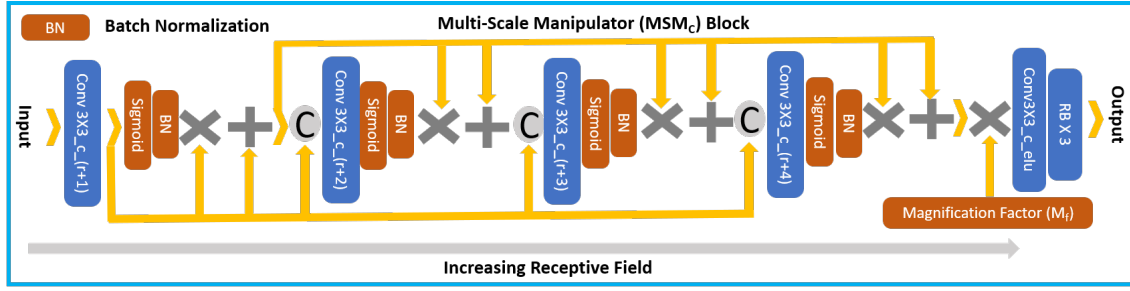 BN
Batch Normalization
Multi-Scale Manipulator (MSMC) Block
Input
Conv 3X3_c_(r+1)
Sigmoid
BN
C
Conv 3X3_c_(r+2)
Sigmoid
BN
C
Conv 3X3_c_(r+3)
Sigmoid
BN
C
Conv 3X3_c_(r+4)
Sigmoid
BN
Conv3X3_c_elu
RB X 3
Output
Magnification Factor (Mf)
Increasing Receptive Field